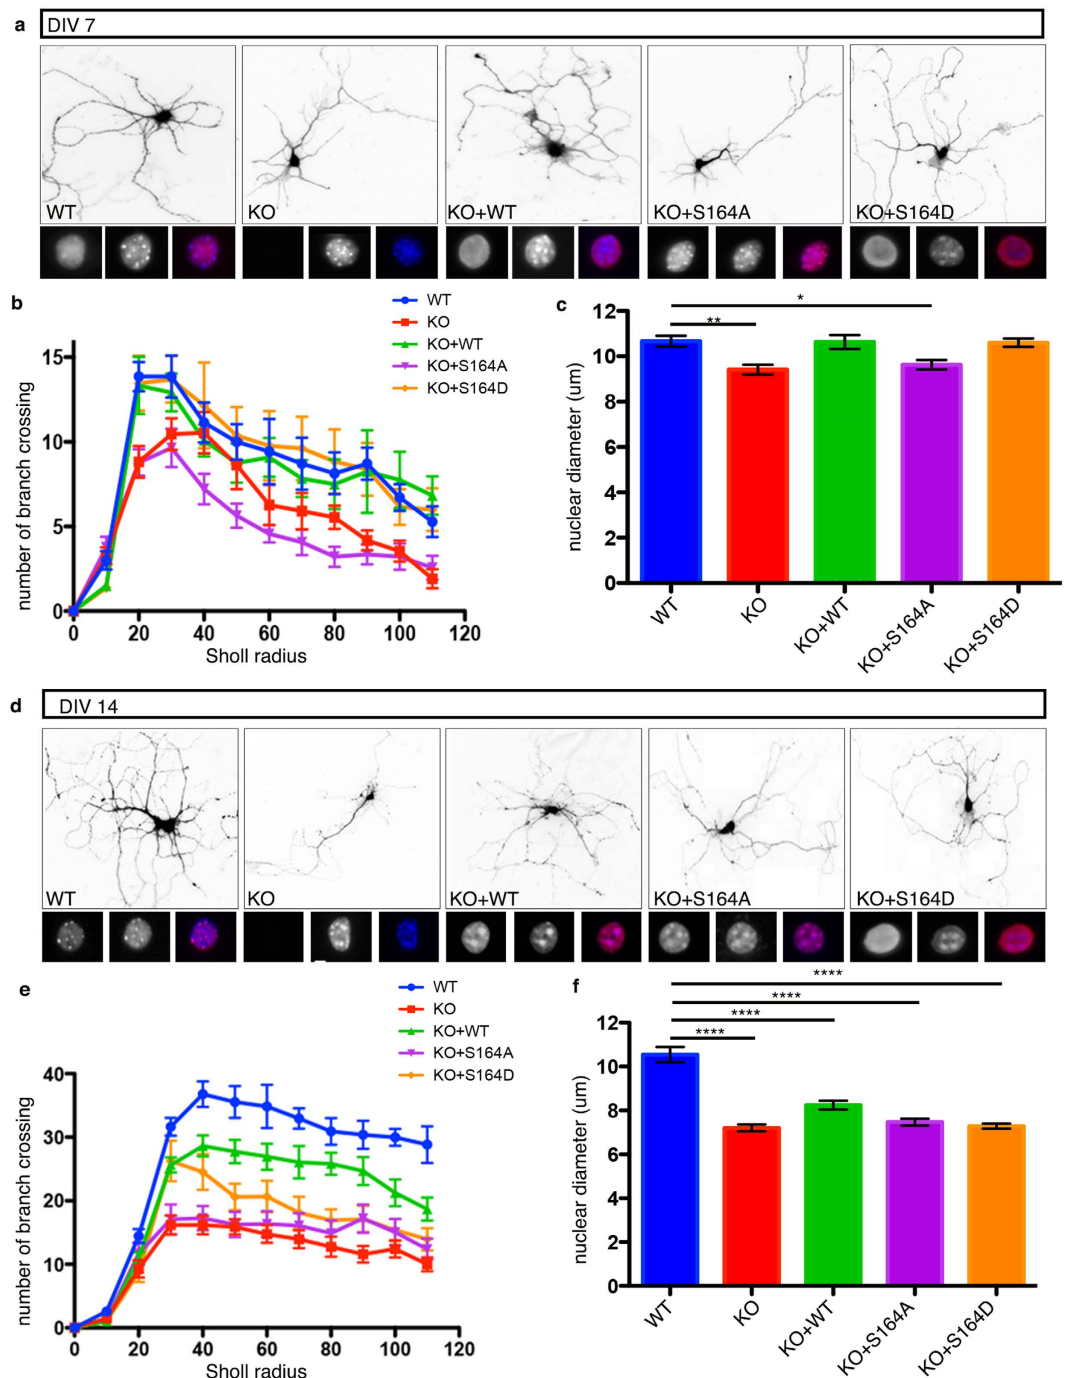 a
DIV 7
WT
KO
KO+WT
KO+S164A
KO+S164D
b
WT
KO
KO+WT
KO+S164A
KO+S164D
number of branch crossing
15
10
5
0
0 20 40 60 80 100 120
Sholl radius
c
*
**
nuclear diameter (um)
12
10
8
6
4
2
0
WT
KO
KO+WT
KO+S164A
KO+S164D
d
DIV 14
WT
KO
KO+WT
KO+S164A
KO+S164D
e
WT
KO
KO+WT
KO+S164A
KO+S164D
number of branch crossing
40
30
20
10
0
0 20 40 60 80 100 120
Sholl radius
f
****
****
****
****
nuclear diameter (um)
12
10
8
6
4
2
0
WT
KO
KO+WT
KO+S164A
KO+S164D